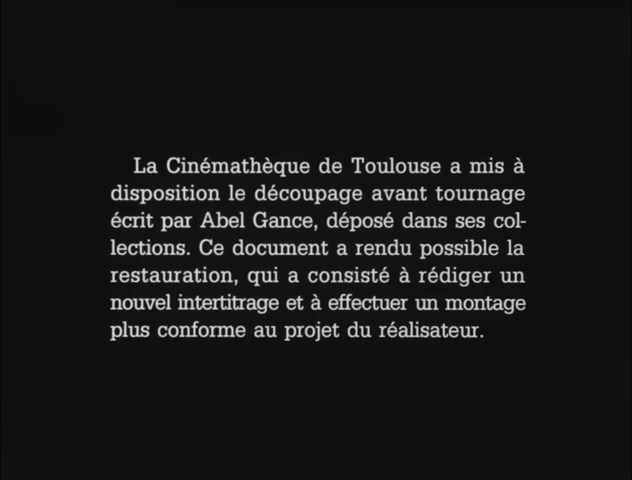 La Cinémathèque de Toulouse a mis à
disposition le découpage avant tournage
écrit par Abel Gance, déposé dans ses col-
lections. Ce document a rendu possible la
restauration, qui a consisté à rédiger un
nouvel intertitrage et à effectuer un montage
plus conforme au projet du réalisateur.